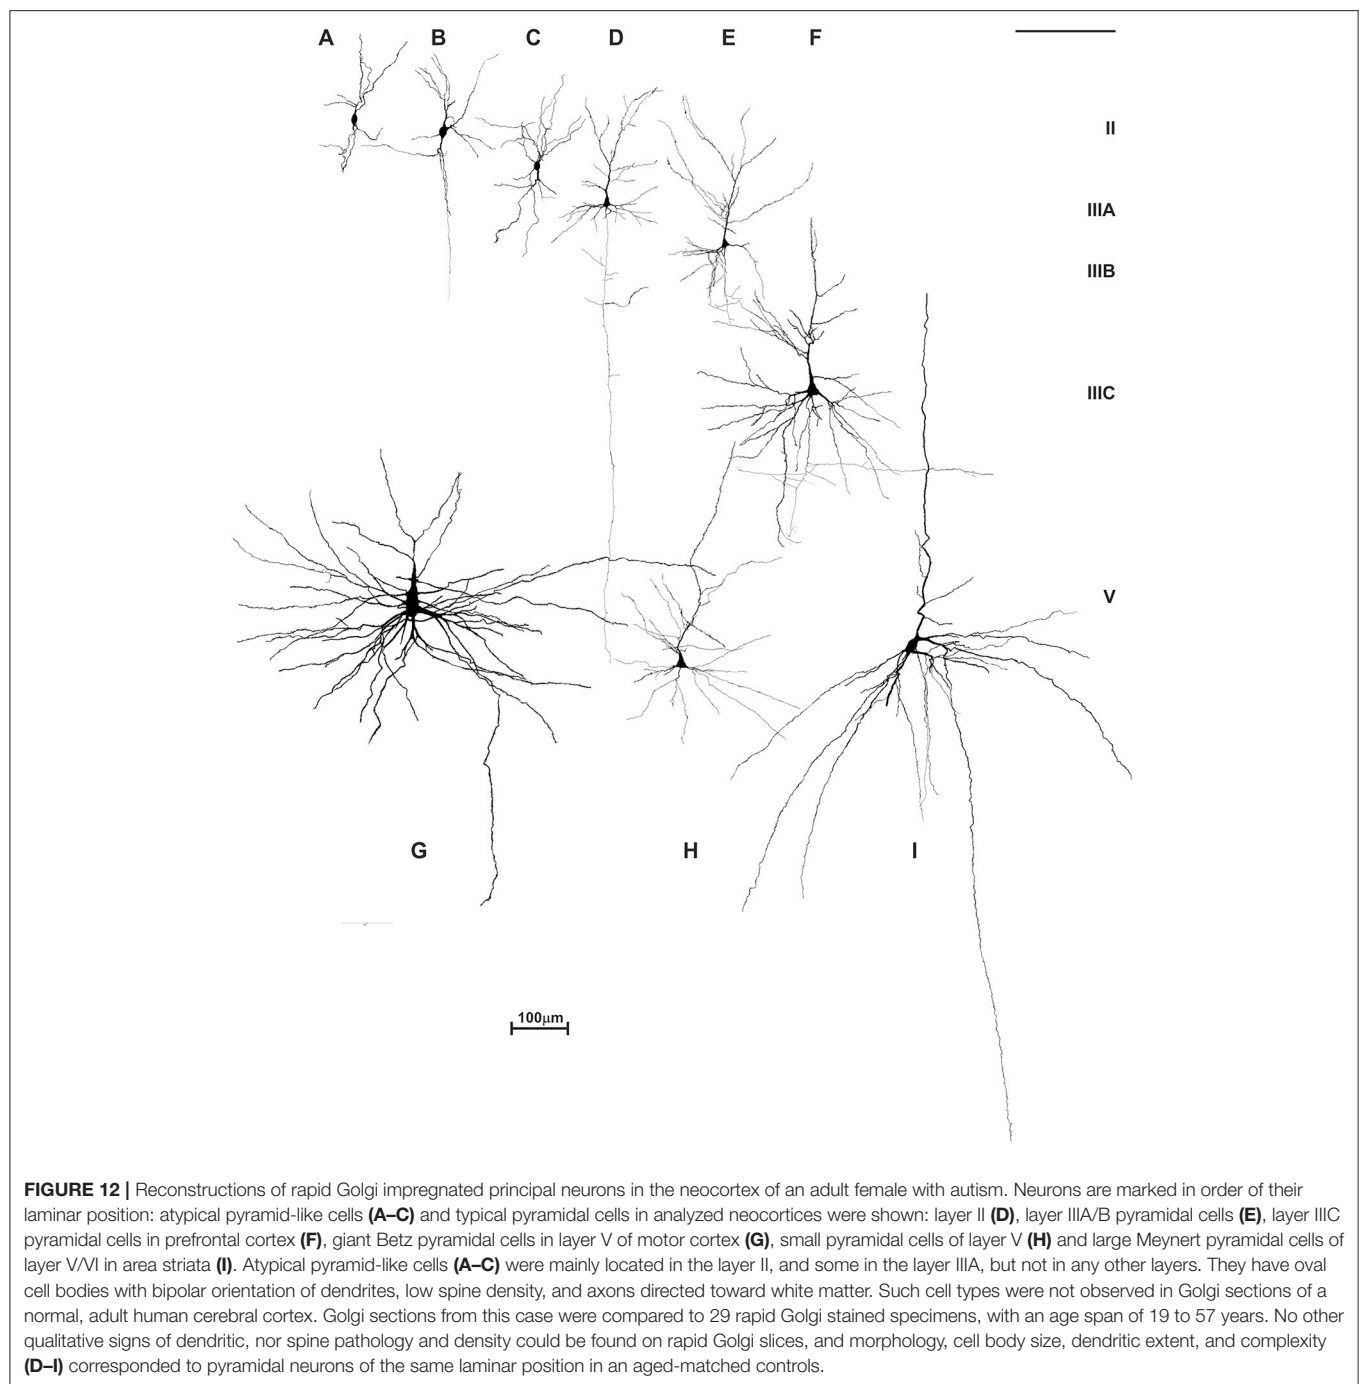 A B C D E F
II
IIIA
IIIB
IIIC
V
G H I
100μm
FIGURE 12 | Reconstructions of rapid Golgi impregnated principal neurons in the neocortex of an adult female with autism. Neurons are marked in order of their
laminar position: atypical pyramid-like cells (A–C) and typical pyramidal cells in analyzed neocortices were shown: layer II (D), layer IIIA/B pyramidal cells (E), layer IIIC
pyramidal cells in prefrontal cortex (F), giant Betz pyramidal cells in layer V of motor cortex (G), small pyramidal cells of layer V (H) and large Meynert pyramidal cells of
layer V/VI in area striata (I). Atypical pyramid-like cells (A–C) were mainly located in the layer II, and some in the layer IIIA, but not in any other layers. They have oval
cell bodies with bipolar orientation of dendrites, low spine density, and axons directed toward white matter. Such cell types were not observed in Golgi sections of a
normal, adult human cerebral cortex. Golgi sections from this case were compared to 29 rapid Golgi stained specimens, with an age span of 19 to 57 years. No other
qualitative signs of dendritic, nor spine pathology and density could be found on rapid Golgi slices, and morphology, cell body size, dendritic extent, and complexity
(D–I) corresponded to pyramidal neurons of the same laminar position in an aged-matched controls.